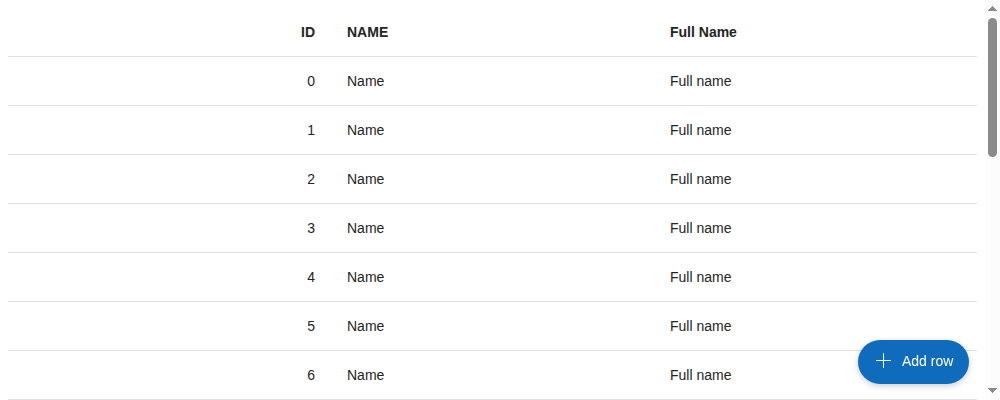 ID NAME Full Name
0 Name Full name
1 Name Full name
2 Name Full name
3 Name Full name
4 Name Full name
5 Name Full name
6 Name Full name
Add row